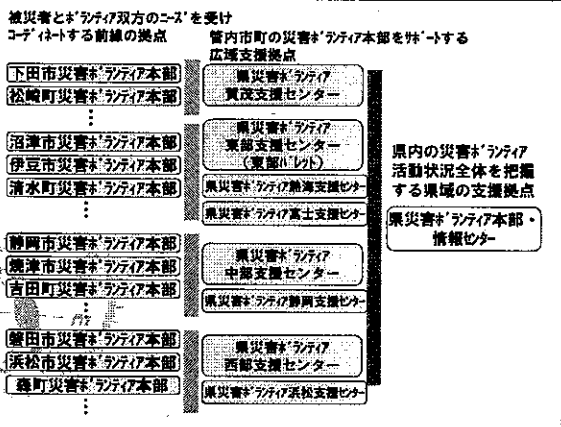 被災者とﾎﾞﾗﾝﾃｨｱ双方のﾆｰｽﾞを受け
ｺｰﾃﾞｨﾈｰﾄする前線の拠点
管内市町の災害ﾎﾞﾗﾝﾃｨｱ本部をｻﾎﾟｰﾄする
広域支援拠点
下田市災害ﾎﾞﾗﾝﾃｨｱ本部
松崎町災害ﾎﾞﾗﾝﾃｨｱ本部
県災害ﾎﾞﾗﾝﾃｨｱ
賀茂支援センター
沼津市災害ﾎﾞﾗﾝﾃｨｱ本部
伊豆市災害ﾎﾞﾗﾝﾃｨｱ本部
清水町災害ﾎﾞﾗﾝﾃｨｱ本部
県災害ﾎﾞﾗﾝﾃｨｱ
東部支援センター
(東部ﾊﾟﾚｯﾄ)
県災害ﾎﾞﾗﾝﾃｨｱ熱海支援ｾﾝﾀｰ
県災害ﾎﾞﾗﾝﾃｨｱ富士支援ｾﾝﾀｰ
静岡市災害ﾎﾞﾗﾝﾃｨｱ本部
焼津市災害ﾎﾞﾗﾝﾃｨｱ本部
吉田町災害ﾎﾞﾗﾝﾃｨｱ本部
県災害ﾎﾞﾗﾝﾃｨｱ
中部支援センター
県災害ﾎﾞﾗﾝﾃｨｱ静岡支援ｾﾝﾀｰ
磐田市災害ﾎﾞﾗﾝﾃｨｱ本部
浜松市災害ﾎﾞﾗﾝﾃｨｱ本部
森町災害ﾎﾞﾗﾝﾃｨｱ本部
県災害ﾎﾞﾗﾝﾃｨｱ
西部支援センター
県災害ﾎﾞﾗﾝﾃｨｱ浜松支援ｾﾝﾀｰ
県内の災害ﾎﾞﾗﾝﾃｨｱ
活動状況全体を把握
する県域の支援拠点
県災害ﾎﾞﾗﾝﾃｨｱ本部・
情報ｾﾝﾀｰ